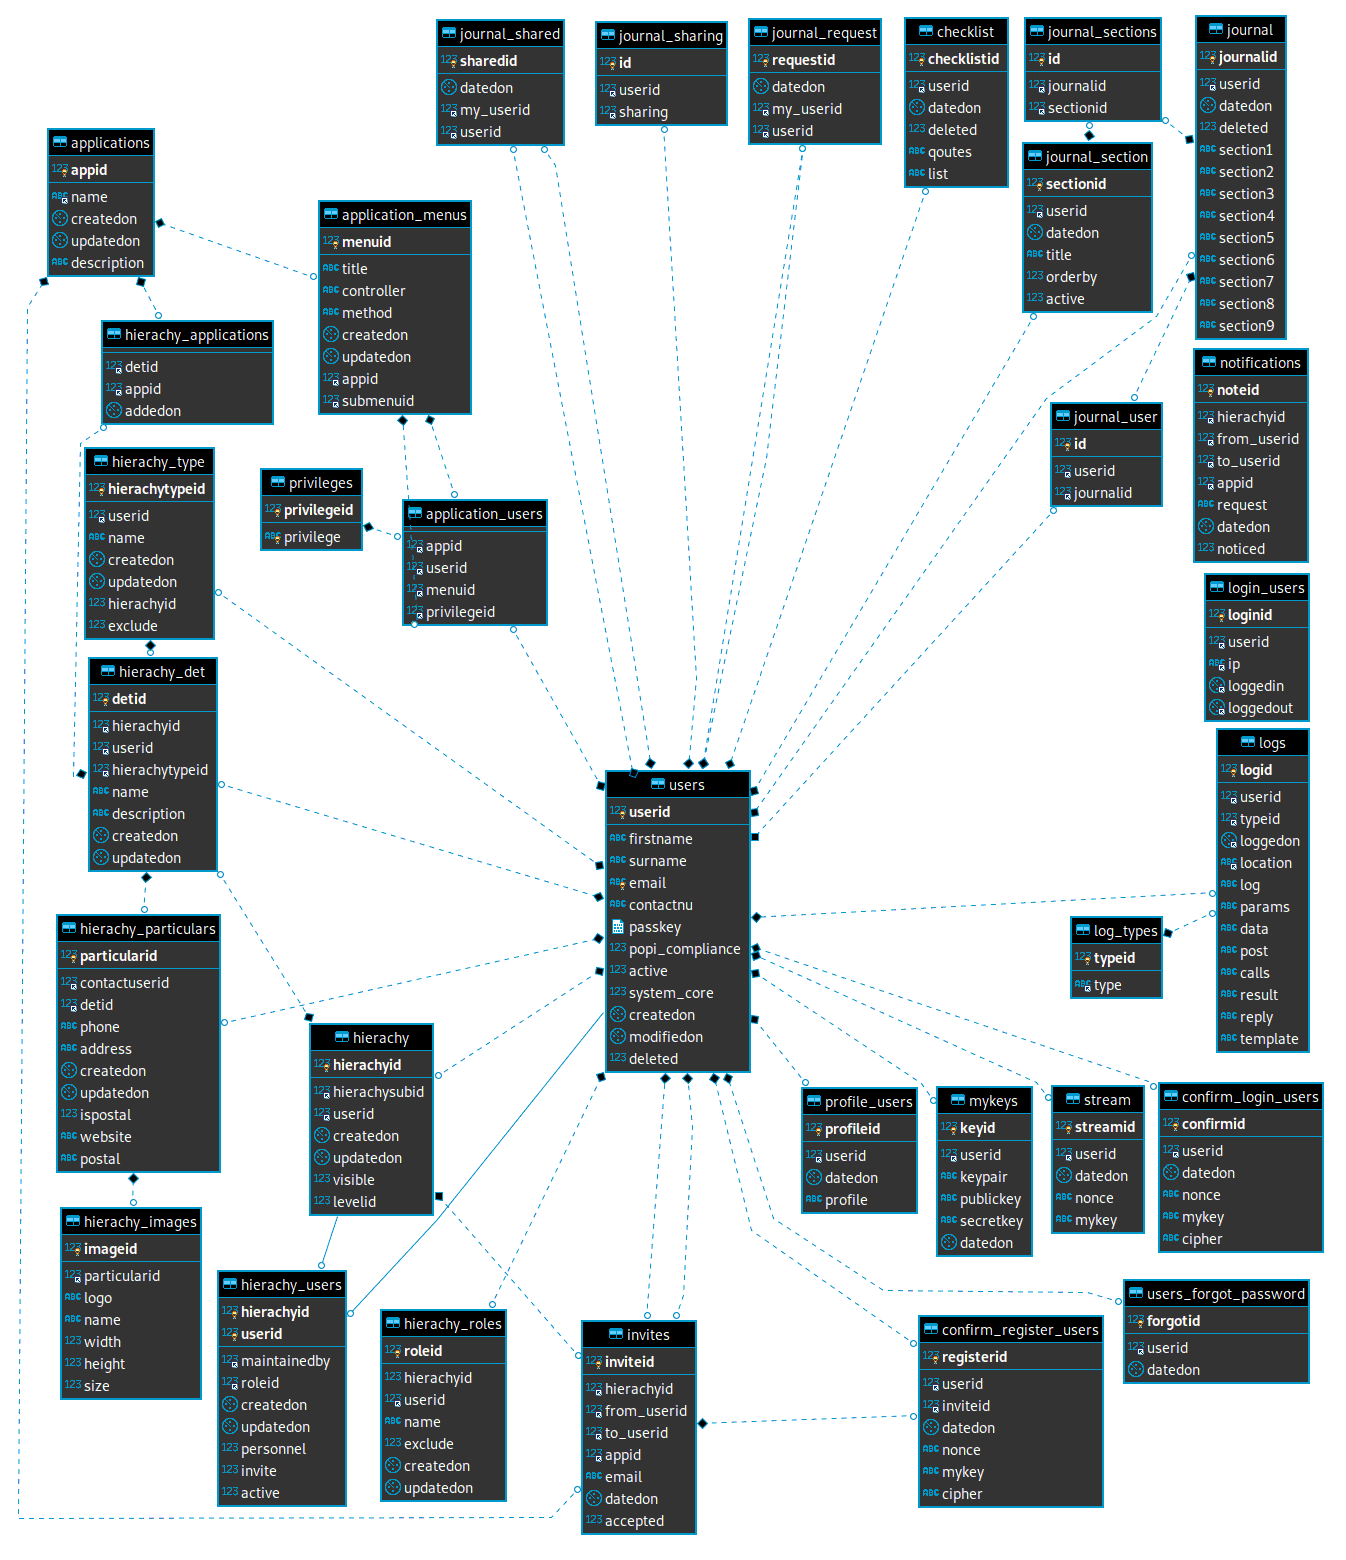 journal_shared
sharedid
datedon
my_userid
userid
journal_sharing
id
userid
sharing
journal_request
requestid
datedon
my_userid
userid
checklist
checklistid
userid
datedon
deleted
qoutes
list
journal_sections
id
journalid
sectionid
journal
journalid
userid
datedon
deleted
section1
section2
section3
section4
section5
section6
section7
section8
section9
applications
appid
name
createdon
updatedon
description
application_menus
menuid
title
controller
method
createdon
updatedon
appid
submenuid
journal_section
sectionid
userid
datedon
title
orderby
active
hierachy_applications
detid
appid
addedon
notifications
noteid
hierachyid
from_userid
to_userid
appid
request
datedon
noticed
journal_user
id
userid
journalid
hierachy_type
hierachytypeid
userid
name
createdon
updatedon
hierachyid
exclude
privileges
privilegeid
privilege
application_users
appid
userid
menuid
privilegeid
login_users
loginid
userid
ip
loggedin
loggedout
hierachy_det
detid
hierachyid
userid
hierachytypeid
name
description
createdon
updatedon
users
userid
firstname
surname
email
contactnu
passkey
popi_compliance
active
system_core
createdon
modifiedon
deleted
logs
logid
userid
typeid
loggedon
location
log
params
data
post
calls
result
reply
template
log_types
typeid
type
hierachy_particulars
particularid
contactuserid
detid
phone
address
createdon
updatedon
ispostal
website
postal
hierachy
hierachyid
hierachysubid
userid
createdon
updatedon
visible
levelid
profile_users
profileid
userid
datedon
profile
mykeys
keyid
userid
keypair
publickey
secretkey
datedon
stream
streamid
userid
datedon
nonce
mykey
confirm_login_users
confirmid
userid
datedon
nonce
mykey
cipher
hierachy_images
imageid
particularid
logo
name
width
height
size
hierachy_users
hierachyid
userid
maintainedby
roleid
createdon
updatedon
personnel
invite
active
hierachy_roles
roleid
hierachyid
userid
name
exclude
createdon
updatedon
invites
inviteid
hierachyid
from_userid
to_userid
appid
email
datedon
accepted
confirm_register_users
registerid
userid
inviteid
datedon
nonce
mykey
cipher
users_forgot_password
forgotid
userid
datedon